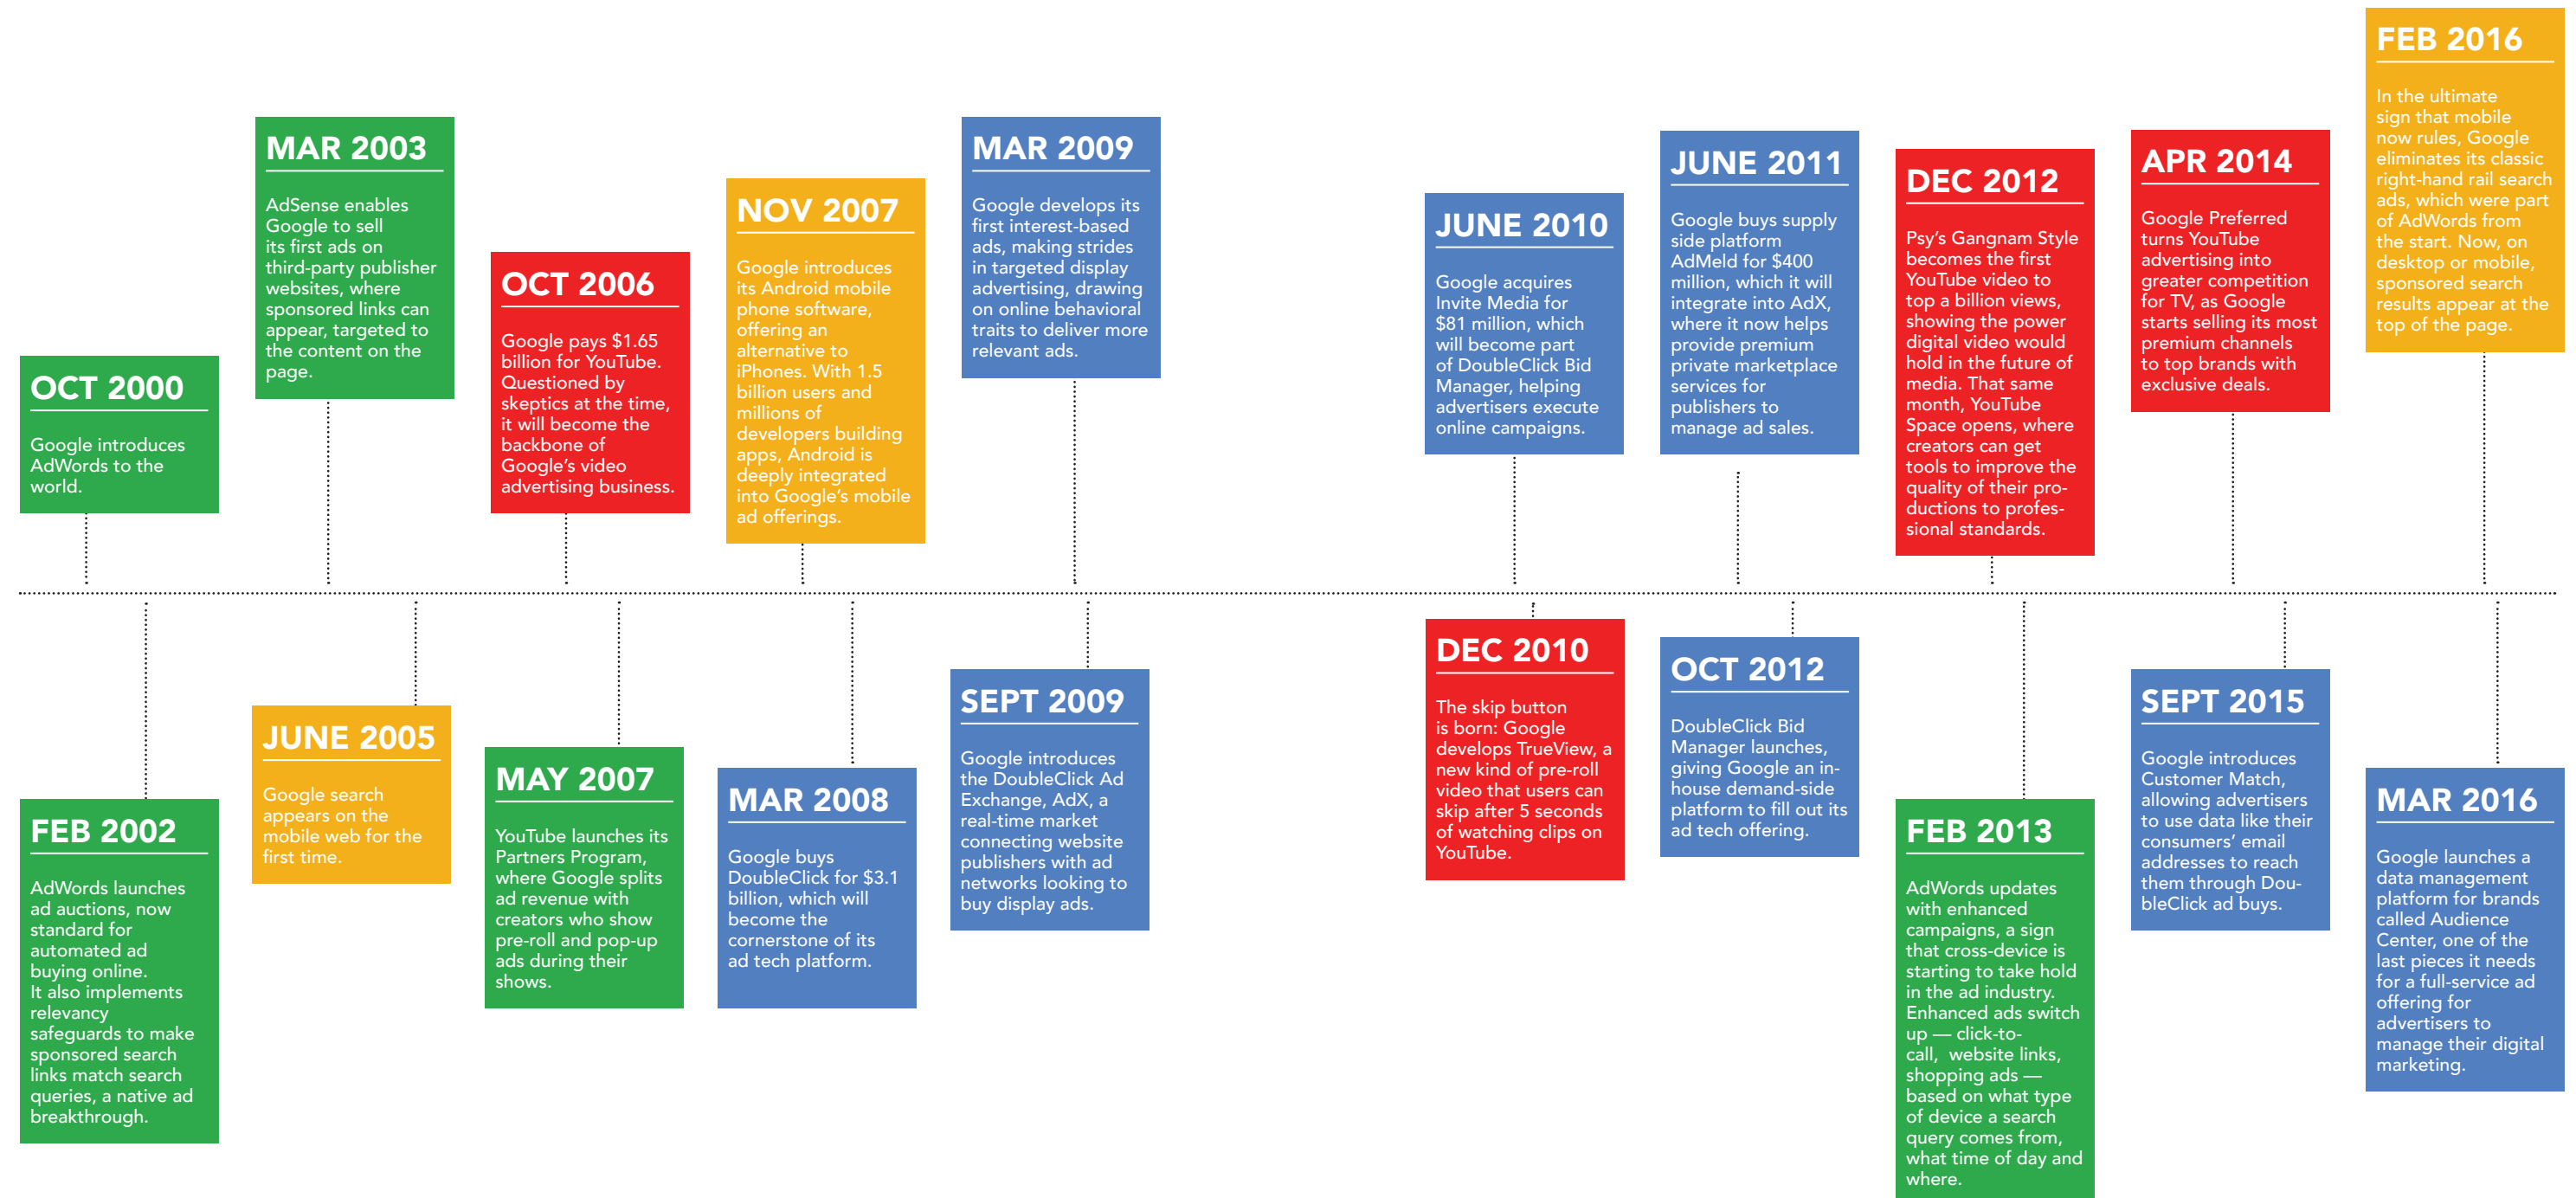 OCT 2000
Google introduces
AdWords to the
world.
FEB 2002
AdWords launches
ad auctions, now
standard for
automated ad
buying online.
It also implements
relevancy
safeguards to make
sponsored search
links match search
queries, a native ad
breakthrough.
MAR 2003
AdSense enables
Google to sell
its first ads on
third-party publisher
websites, where
sponsored links can
appear, targeted to
the content on the
page.
JUNE 2005
Google search
appears on the
mobile web for the
first time.
OCT 2006
Google pays $1.65
billion for YouTube.
Questioned by
skeptics at the time,
it will become the
backbone of
Google's video
advertising business.
MAY 2007
YouTube launches its
Partners Program,
where Google splits
ad revenue with
creators who show
pre-roll and pop-up
ads during their
shows.
NOV 2007
Google introduces
its Android mobile
phone software,
offering an
alternative to
iPhones. With 1.5
billion users and
millions of
developers building
apps, Android is
deeply integrated
into Google's mobile
ad offerings.
MAR 2008
Google buys
DoubleClick for $3.1
billion, which will
become the
cornerstone of its
ad tech platform.
MAR 2009
Google develops its
first interest-based
ads, making strides
in targeted display
advertising, drawing
on online behavioral
traits to deliver more
relevant ads.
SEPT 2009
Google introduces
the DoubleClick Ad
Exchange, AdX, a
real-time market
connecting website
publishers with ad
networks looking to
buy display ads.
JUNE 2010
Google acquires
Invite Media for
$81 million, which
will become part
of DoubleClick Bid
Manager, helping
advertisers execute
online campaigns.
DEC 2010
The skip button
is born: Google
develops TrueView, a
new kind of pre-roll
video that users can
skip after 5 seconds
of watching clips on
YouTube.
JUNE 2011
Google buys supply
side platform
AdMeld for $400
million, which it will
integrate into AdX,
where it now helps
provide premium
private marketplace
services for
publishers to
manage ad sales.
OCT 2012
DoubleClick Bid
Manager launches,
giving Google an in-
house demand-side
platform to fill out its
ad tech offering.
DEC 2012
Psy's Gangnam Style
becomes the first
YouTube video to
top a billion views,
showing the power
digital video would
hold in the future of
media. That same
month, YouTube
Space opens, where
creators can get
tools to improve the
quality of their pro-
ductions to profes-
sional standards.
FEB 2013
AdWords updates
with enhanced
campaigns, a sign
that cross-device is
starting to take hold
in the ad industry.
Enhanced ads switch
up — click-to-
call,  website links,
shopping ads —
based on what type
of device a search
query comes from,
what time of day and
where.
APR 2014
Google Preferred
turns YouTube
advertising into
greater competition
for TV, as Google
starts selling its most
premium channels
to top brands with
exclusive deals.
SEPT 2015
Google introduces
Customer Match,
allowing advertisers
to use data like their
consumers' email
addresses to reach
them through Dou-
bleClick ad buys.
FEB 2016
In the ultimate
sign that mobile
now rules, Google
eliminates its classic
right-hand rail search
ads, which were part
of AdWords from
the start. Now, on
desktop or mobile,
sponsored search
results appear at the
top of the page.
MAR 2016
Google launches a
data management
platform for brands
called Audience
Center, one of the
last pieces it needs
for a full-service ad
offering for
advertisers to
manage their digital
marketing.